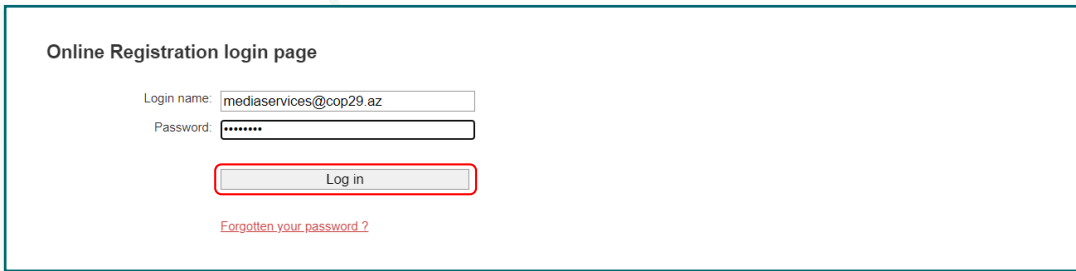 Online Registration login page
Login name: mediaservices@cop29.az
Password: ••••••••
Log in
Forgotten your password ?